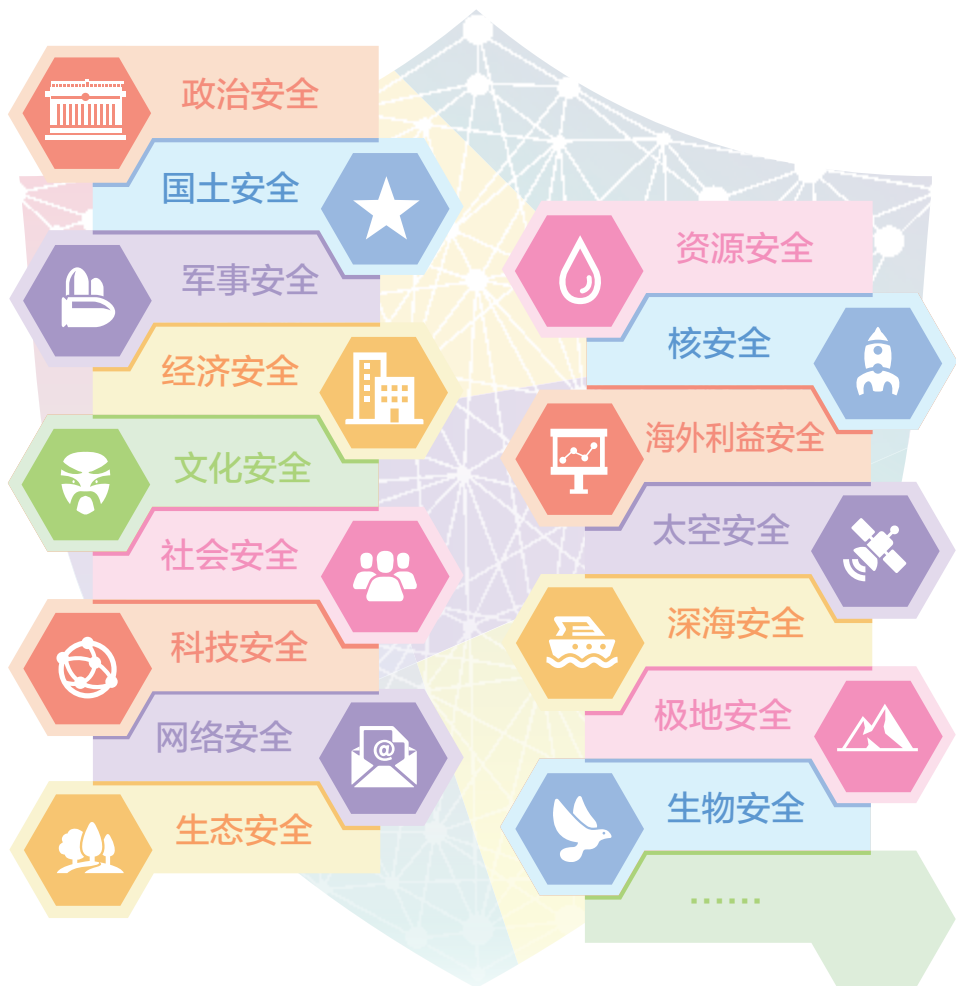 政治安全
国土安全
军事安全
经济安全
文化安全
社会安全
科技安全
网络安全
@
生态安全
资源安全
核安全
海外利益安全
太空安全
深海安全
极地安全
生物安全
……